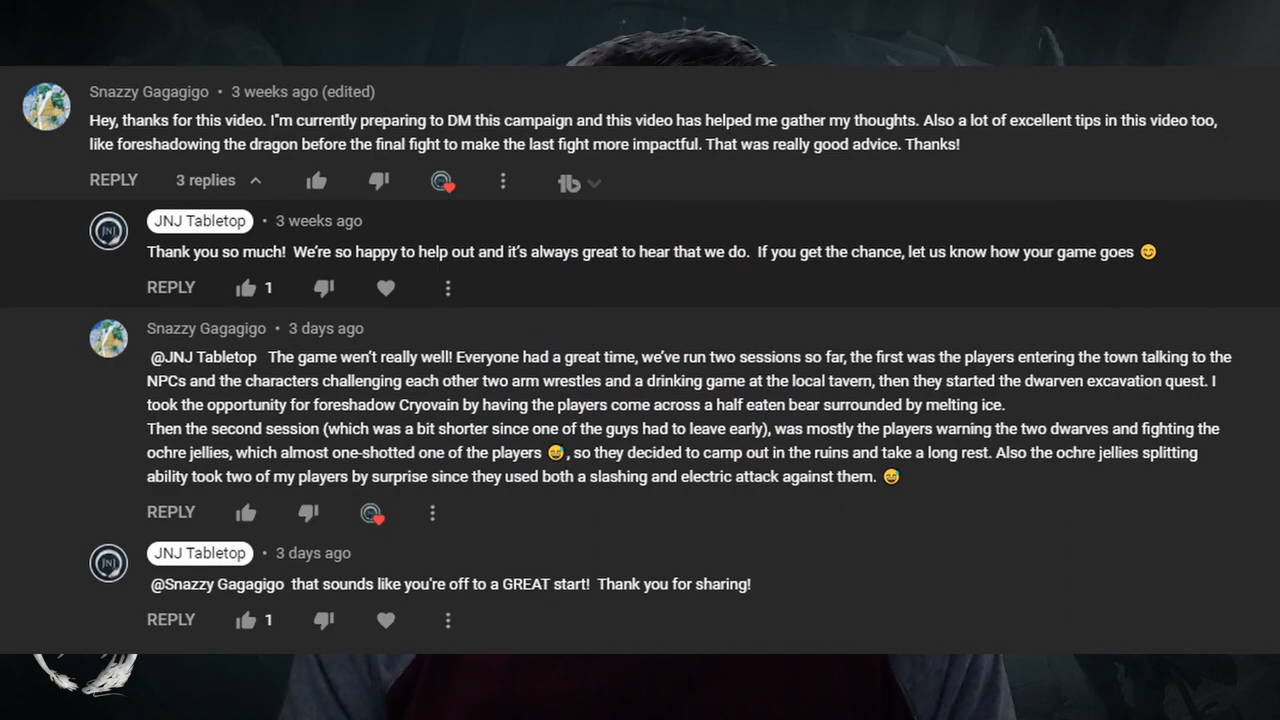 Snazzy Gagagigo • 3 weeks ago (edited)
Hey, thanks for this video. I"m currently preparing to DM this campaign and this video has helped me gather my thoughts. Also a lot of excellent tips in this video too,
like foreshadowing the dragon before the final fight to make the last fight more impactful. That was really good advice. Thanks!
REPLY 3 replies
JNJ Tabletop • 3 weeks ago
Thank you so much! We're so happy to help out and it's always great to hear that we do. If you get the chance, let us know how your game goes 😊
REPLY 1
Snazzy Gagagigo • 3 days ago
@JNJ Tabletop The game wen't really well! Everyone had a great time, we've run two sessions so far, the first was the players entering the town talking to the
NPCs and the characters challenging each other two arm wrestles and a drinking game at the local tavern, then they started the dwarven excavation quest. I
took the opportunity for foreshadow Cryovain by having the players come across a half eaten bear surrounded by melting ice.
Then the second session (which was a bit shorter since one of the guys had to leave early), was mostly the players warning the two dwarves and fighting the
ochre jellies, which almost one-shotted one of the players 😅, so they decided to camp out in the ruins and take a long rest. Also the ochre jellies splitting
ability took two of my players by surprise since they used both a slashing and electric attack against them. 😅
REPLY
JNJ Tabletop • 3 days ago
@Snazzy Gagagigo that sounds like you're off to a GREAT start! Thank you for sharing!
REPLY 1